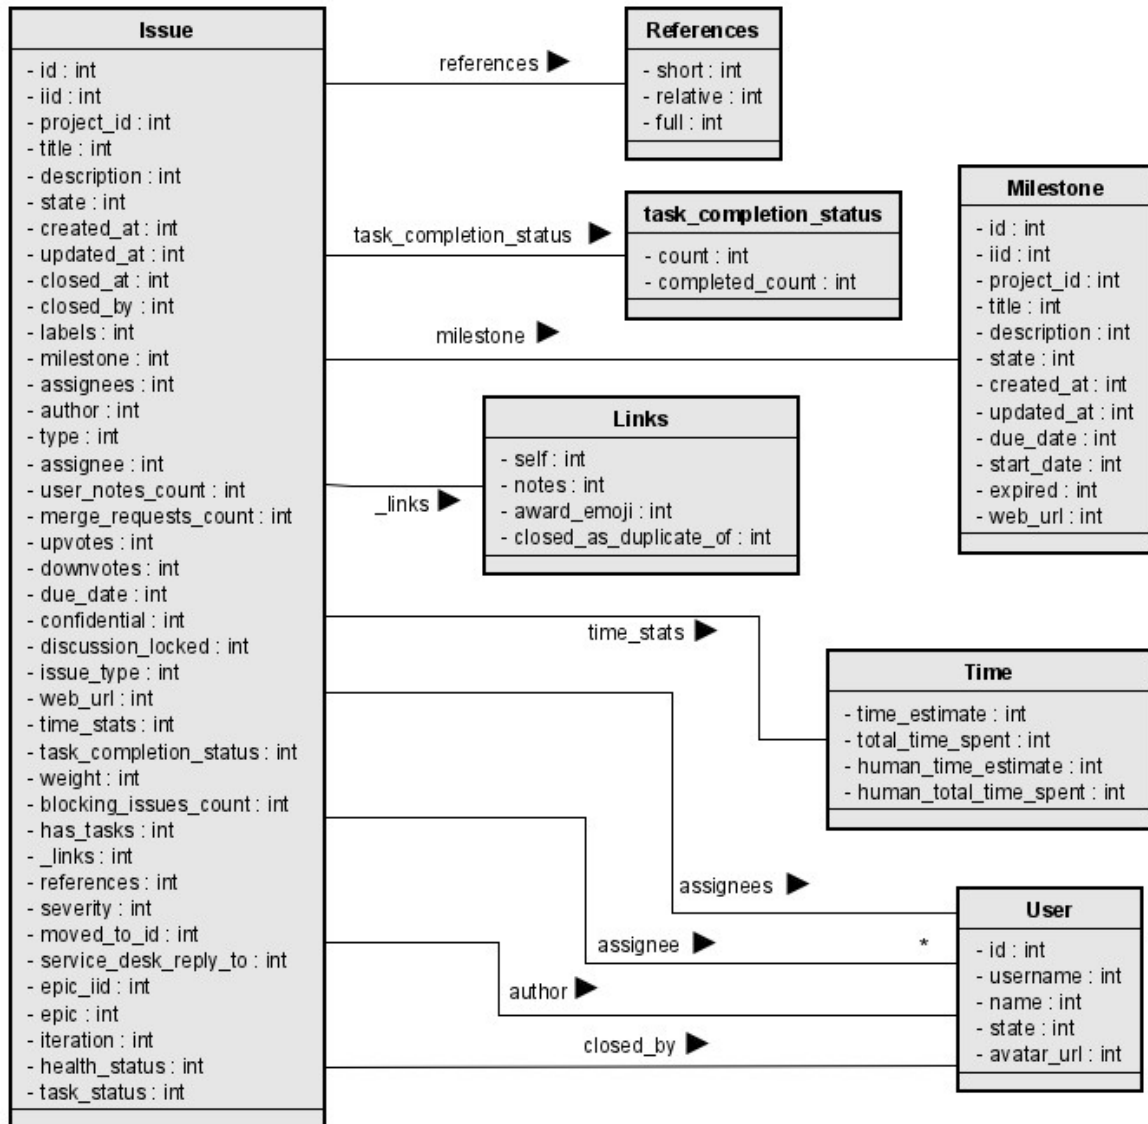 Issue
- id : int
- iid : int
- project_id : int
- title : int
- description : int
- state : int
- created_at : int
- updated_at : int
- closed_at : int
- closed_by : int
- labels : int
- milestone : int
- assignees : int
- author : int
- type : int
- assignee : int
- user_notes_count : int
- merge_requests_count : int
- upvotes : int
- downvotes : int
- due_date : int
- confidential : int
- discussion_locked : int
- issue_type : int
- web_url : int
- time_stats : int
- task_completion_status : int
- weight : int
- blocking_issues_count : int
- has_tasks : int
- _links : int
- references : int
- severity : int
- moved_to_id : int
- service_desk_reply_to : int
- epic_iid : int
- epic : int
- iteration : int
- health_status : int
- task_status : int
references
References
- short : int
- relative : int
- full : int
task_completion_status
task_completion_status
- count : int
- completed_count : int
milestone
Milestone
- id : int
- iid : int
- project_id : int
- title : int
- description : int
- state : int
- created_at : int
- updated_at : int
- due_date : int
- start_date : int
- expired : int
- web_url : int
_links
Links
- self : int
- notes : int
- award_emoji : int
- closed_as_duplicate_of : int
time_stats
Time
- time_estimate : int
- total_time_spent : int
- human_time_estimate : int
- human_total_time_spent : int
assignees
assignee *
author
closed_by
User
- id : int
- username : int
- name : int
- state : int
- avatar_url : int